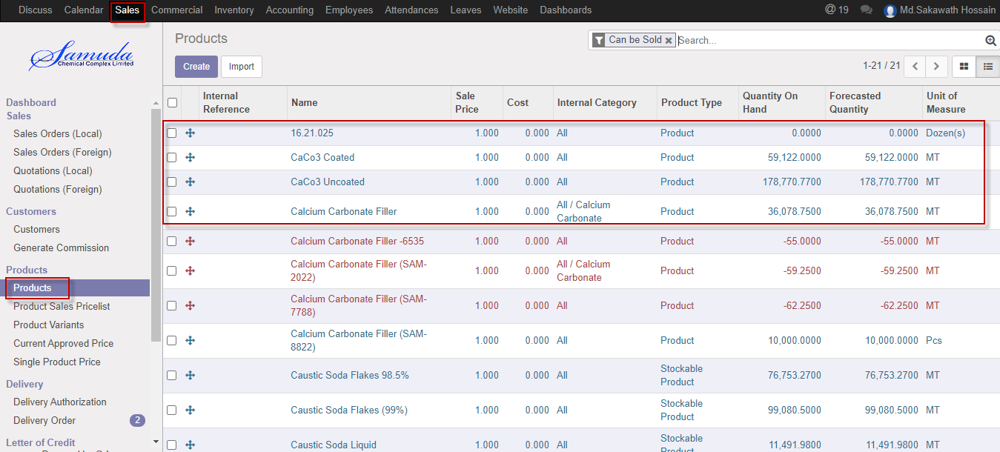 Discuss Calendar Sales Commercial Inventory Accounting Employees Attendances Leaves Website Dashboards @ 19 Md.Sakawath Hossain
Samuda
Chemical Complex Limited
Dashboard
Sales
Sales Orders (Local)
Sales Orders (Foreign)
Quotations (Local)
Quotations (Foreign)
Customers
Customers
Generate Commission
Products
Products
Product Sales Pricelist
Product Variants
Current Approved Price
Single Product Price
Delivery
Delivery Authorization
Delivery Order 2
Letter of Credit
Products
Can be Sold Search...
Create Import
1-21 / 21
Internal Reference Name Sale Price Cost Internal Category Product Type Quantity On Hand Forecasted Quantity Unit of Measure
16.21.025 1.000 0.000 All Product 0.0000 0.0000 Dozen(s)
CaCo3 Coated 1.000 0.000 All Product 59,122.0000 59,122.0000 MT
CaCo3 Uncoated 1.000 0.000 All Product 178,770.7700 178,770.7700 MT
Calcium Carbonate Filler 1.000 0.000 All / Calcium Carbonate Product 36,078.7500 36,078.7500 MT
Calcium Carbonate Filler -6535 1.000 0.000 All Product -55.0000 -55.0000 MT
Calcium Carbonate Filler (SAM-2022) 1.000 0.000 All / Calcium Carbonate Product -59.2500 -59.2500 MT
Calcium Carbonate Filler (SAM-7788) 1.000 0.000 All Product -62.2500 -62.2500 MT
Calcium Carbonate Filler (SAM-8822) 1.000 0.000 All Product 10,000.0000 10,000.0000 Pcs
Caustic Soda Flakes 98.5% 1.000 0.000 All Stockable Product 76,753.2700 76,753.2700 MT
Caustic Soda Flakes (99%) 1.000 0.000 All Stockable Product 99,080.5000 99,080.5000 MT
Caustic Soda Liquid 1.000 0.000 All Stockable Product 11,491.9800 11,491.9800 MT